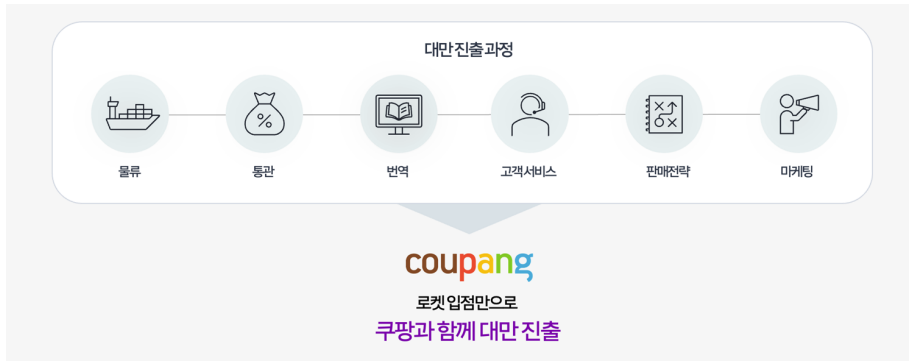 대만 진출 과정
물류
통관
번역
고객 서비스
판매전략
마케팅
coupang
로켓 입점만으로
쿠팡과 함께 대만 진출